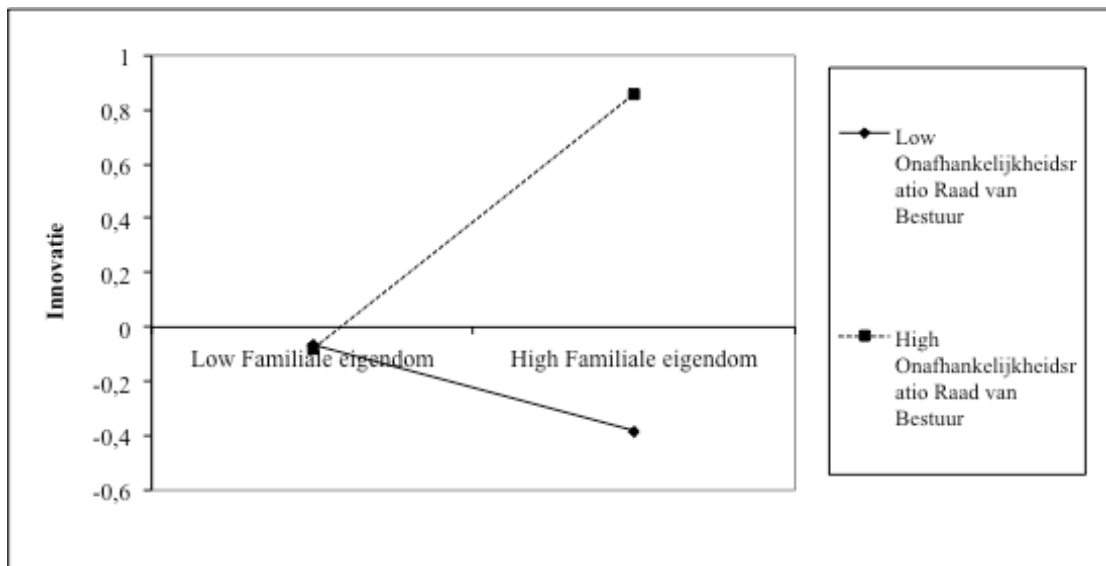 1
0,8
0,6
0,4
0,2
0
-0,2
-0,4
-0,6
Innovatie
Low Familiale eigendom
High Familiale eigendom
Low
Onafhankelijkheidsr
atio Raad van
Bestuur
High
Onafhankelijkheidsr
atio Raad van
Bestuur